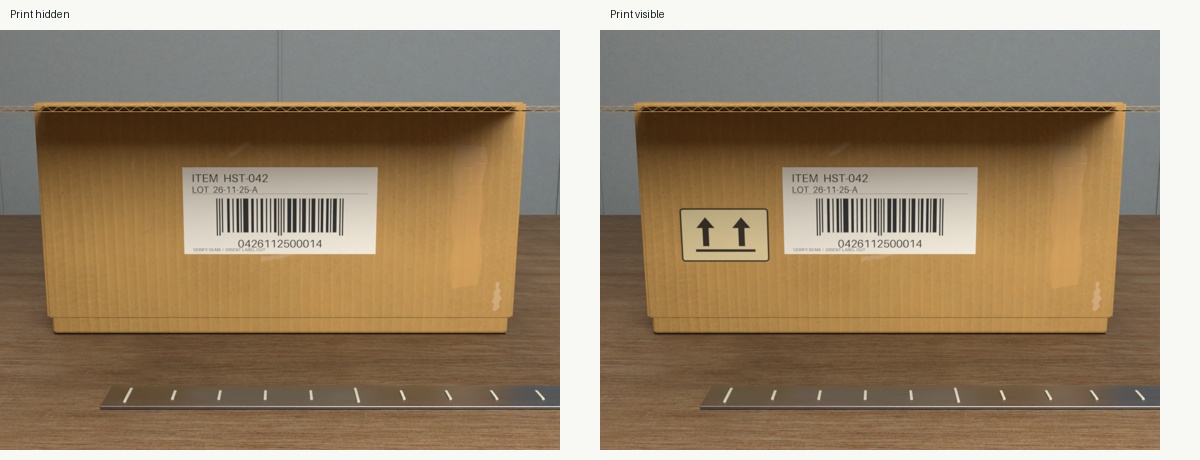 Print hidden
Print visible
ITEM HST-042
LOT 26-11-25-A
0426112500014
ITEM HST-042
LOT 26-11-25-A
0426112500014